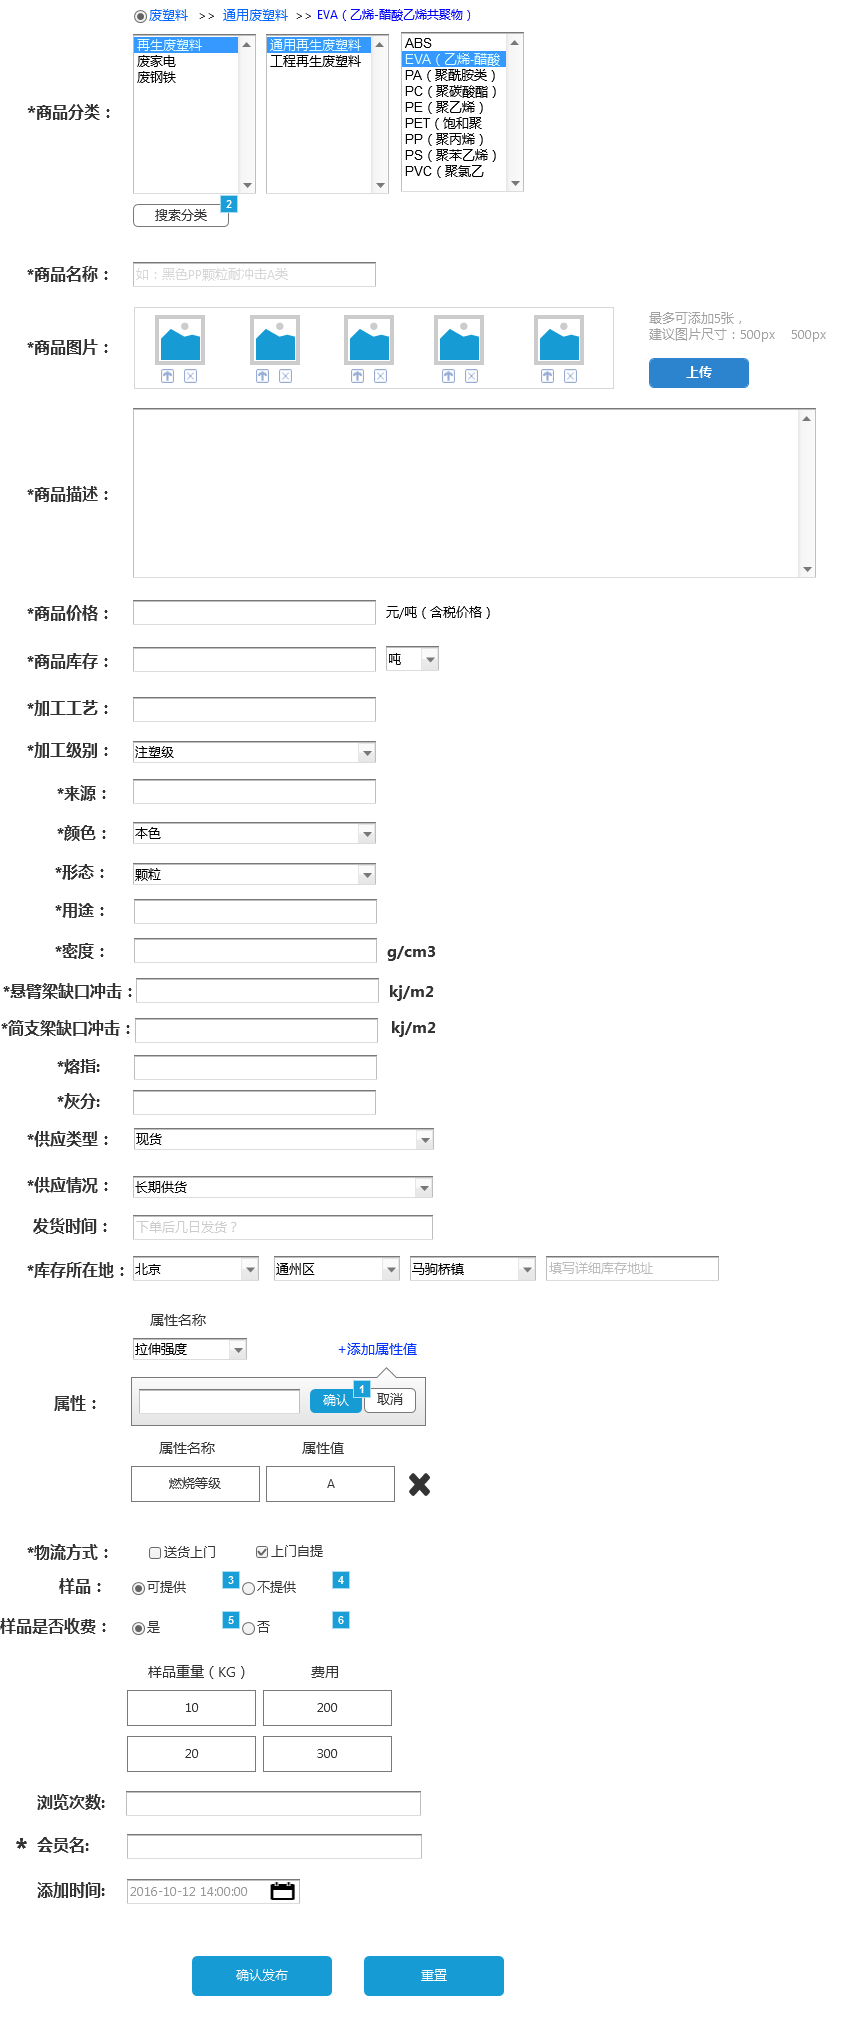 废塑料 >> 通用废塑料 >> EVA（乙烯-醋酸乙烯共聚物）
*商品分类：
再生废塑料
废家电
废钢铁
通用再生废塑料
工程再生废塑料
ABS
EVA（乙烯-醋酸
PA（聚酰胺类）
PC（聚碳酸酯）
PE（聚乙烯）
PET（饱和聚
PP（聚丙烯）
PS（聚苯乙烯）
PVC（聚氯乙
搜索分类 2
*商品名称： 如：黑色PP颗粒耐冲击A类
*商品图片：
最多可添加5张，
建议图片尺寸：500px 500px
上传
*商品描述：
*商品价格： 元/吨（含税价格）
*商品库存： 吨
*加工工艺：
*加工级别： 注塑级
*来源：
*颜色： 本色
*形态： 颗粒
*用途：
*密度： g/cm3
*悬臂梁缺口冲击： kj/m2
*简支梁缺口冲击： kj/m2
*熔指:
*灰分:
*供应类型： 现货
*供应情况： 长期供货
发货时间： 下单后几日发货？
*库存所在地： 北京 通州区 马驹桥镇 填写详细库存地址
属性名称
拉伸强度 +添加属性值
属性： 确认 1 取消
属性名称 属性值
燃烧等级 A
*物流方式： 送货上门 上门自提
样品： 可提供 3 不提供 4
样品是否收费： 是 5 否 6
样品重量（KG） 费用
10 200
20 300
浏览次数:
* 会员名:
添加时间: 2016-10-12 14:00:00
确认发布 重置